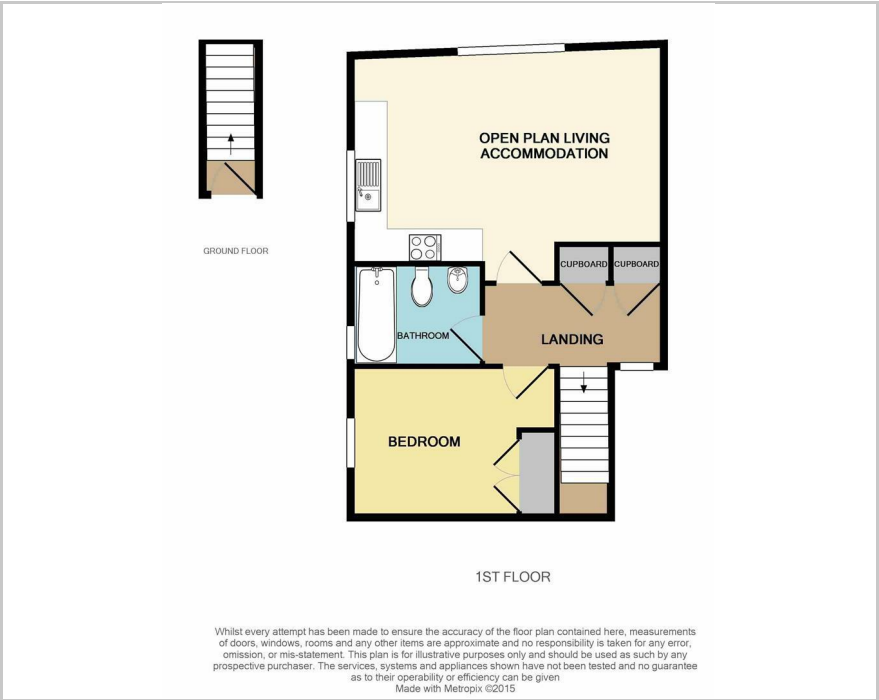 OPEN PLAN LIVING
ACCOMMODATION
GROUND FLOOR
CUPBOARD
CUPBOARD
BATHROOM
LANDING
BEDROOM
1ST FLOOR
Whilst every attempt has been made to ensure the accuracy of the floor plan contained here, measurements
of doors, windows, rooms and any other items are approximate and no responsibility is taken for any error,
omission, or mis-statement. This plan is for illustrative purposes only and should be used as such by any
prospective purchaser. The services, systems and appliances shown have not been tested and no guarantee
as to their operability or efficiency can be given
Made with Metropix ©2015